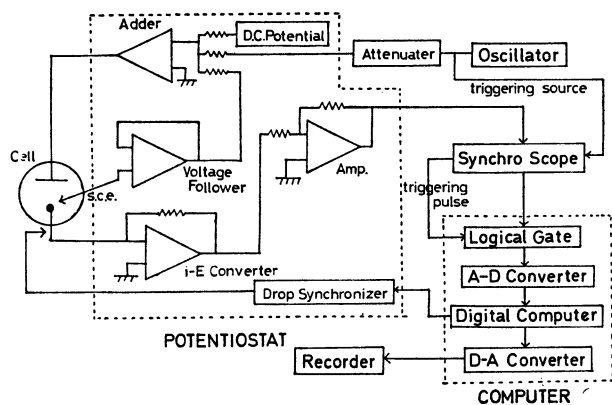 Adder
D.C.Potential
Attenuater
Oscillator
triggering source
Cell
s.c.e.
Voltage
Follower
Amp.
Synchro Scope
triggering
pulse
i-E Converter
Logical Gate
A-D Converter
Drop Synchronizer
Digital Computer
POTENTIOSTAT
Recorder
D-A Converter
COMPUTER